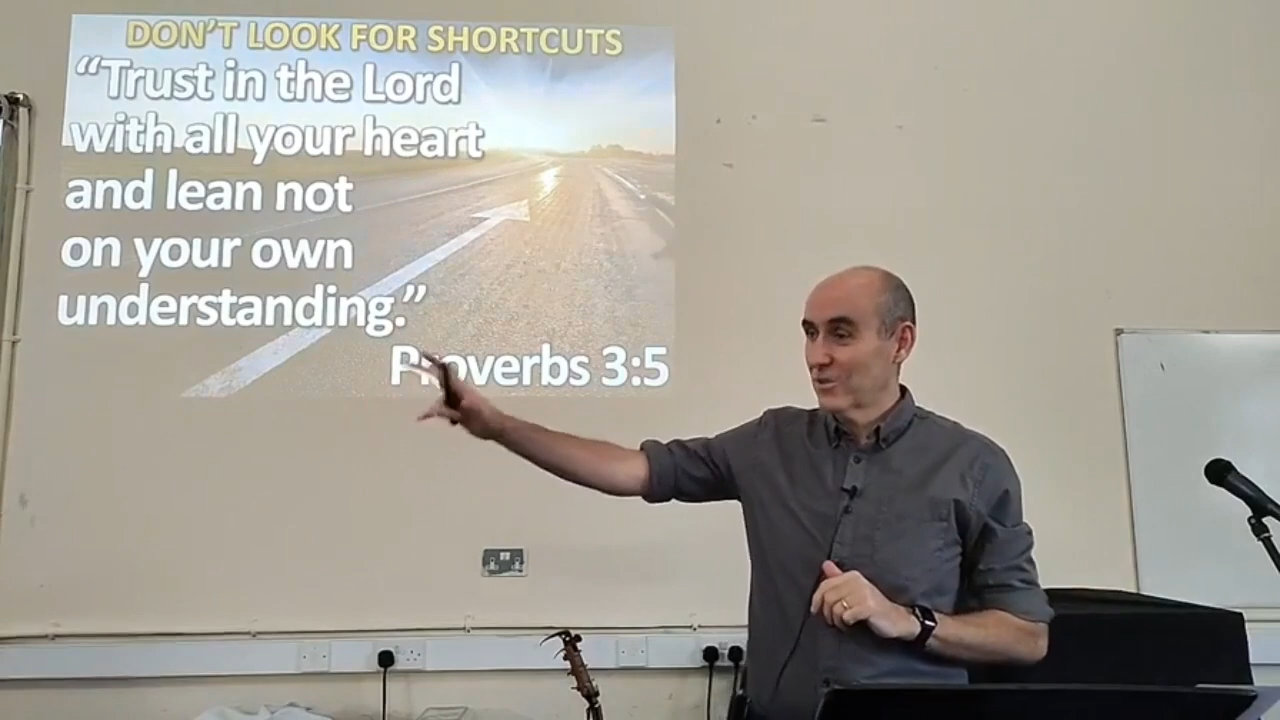 DON'T LOOK FOR SHORTCUTS
“Trust in the Lord
with all your heart
and lean not
on your own
understanding.”
Proverbs 3:5